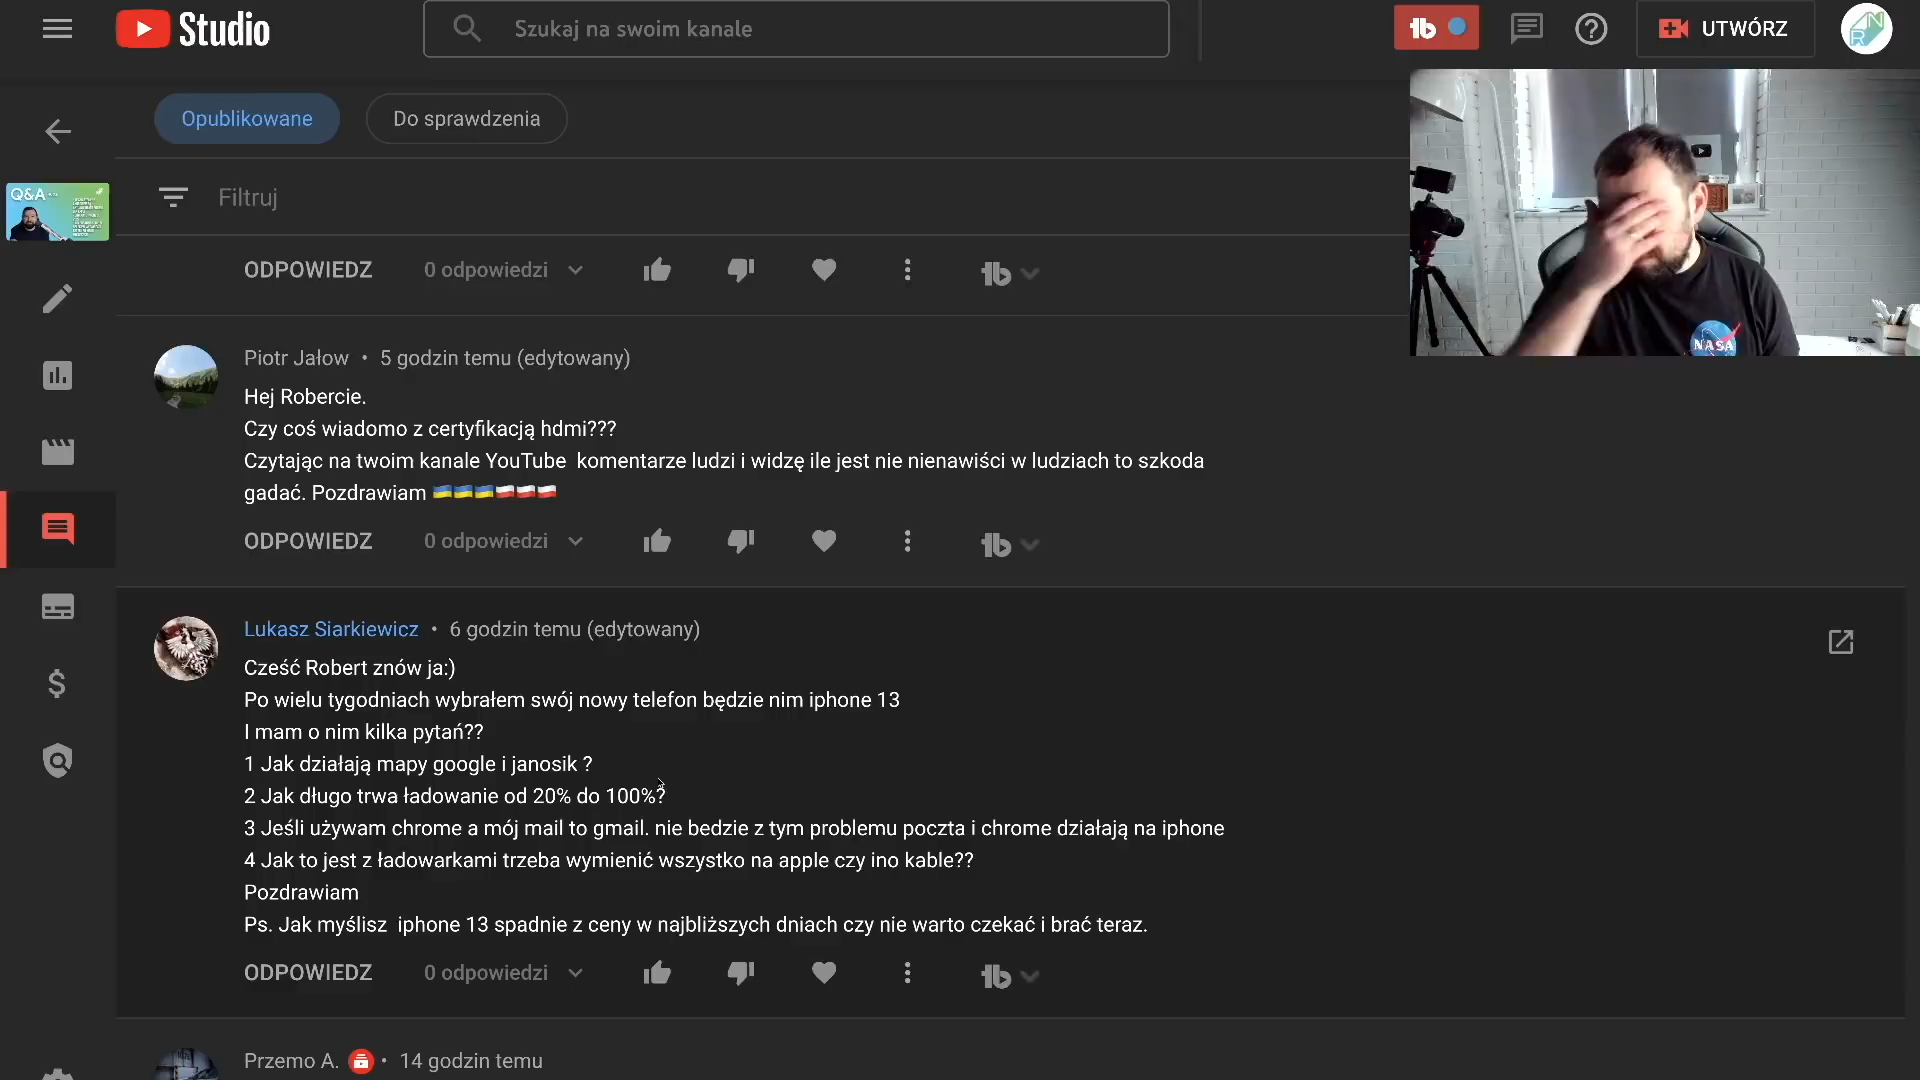 Studio
Szukaj na swoim kanale
UTWÓRZ
Opublikowane
Do sprawdzenia
Q&A
Filtruj
ODPOWIEDZ
0 odpowiedzi
NASA
Piotr Jałow • 5 godzin temu (edytowany)
Hej Robercie.
Czy coś wiadomo z certyfikacją hdmi???
Czytając na twoim kanale YouTube komentarze ludzi i widzę ile jest nie nienawiści w ludziach to szkoda
gadać. Pozdrawiam 🇺🇦🇺🇦🇺🇦🇵🇱🇵🇱🇵🇱
ODPOWIEDZ
0 odpowiedzi
Lukasz Siarkiewicz • 6 godzin temu (edytowany)
Cześć Robert znów ja:)
Po wielu tygodniach wybrałem swój nowy telefon będzie nim iphone 13
I mam o nim kilka pytań??
1 Jak działają mapy google i janosik ?
2 Jak długo trwa ładowanie od 20% do 100%?
3 Jeśli używam chrome a mój mail to gmail. nie bedzie z tym problemu poczta i chrome działają na iphone
4 Jak to jest z ładowarkami trzeba wymienić wszystko na apple czy ino kable??
Pozdrawiam
Ps. Jak myślisz iphone 13 spadnie z ceny w najbliższych dniach czy nie warto czekać i brać teraz.
ODPOWIEDZ
0 odpowiedzi
Przemo A. • 14 godzin temu